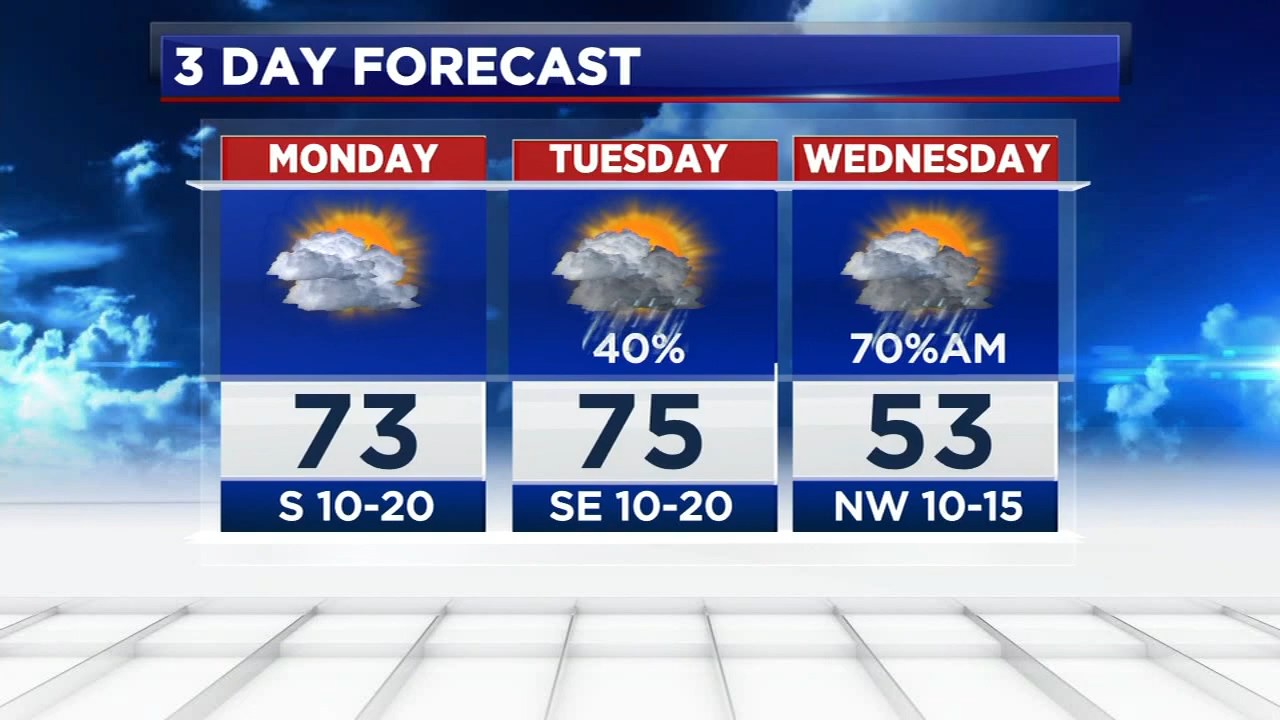 3 DAY FORECAST
MONDAY
73
S 10-20
TUESDAY
40%
75
SE 10-20
WEDNESDAY
70%AM
53
NW 10-15